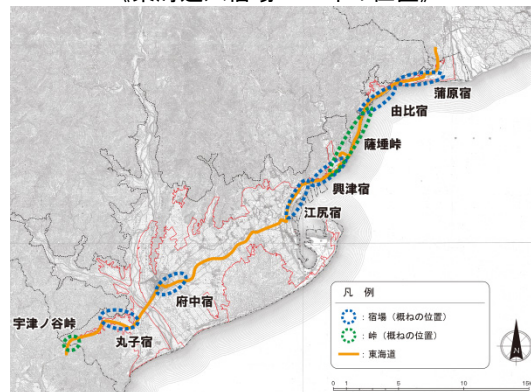 蒲原宿
由比宿
薩埵峠
興津宿
江尻宿
府中宿
宇津ノ谷峠
丸子宿
凡 例
: 宿場（概ねの位置）
: 峠（概ねの位置）
: 東海道
N
0 1 5 10